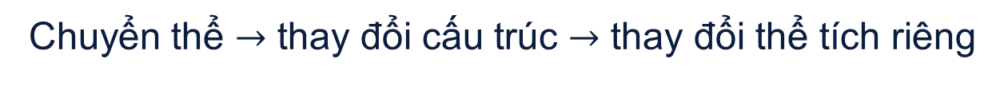 Chuyển thể → thay đổi cấu trúc → thay đổi thể tích riêng